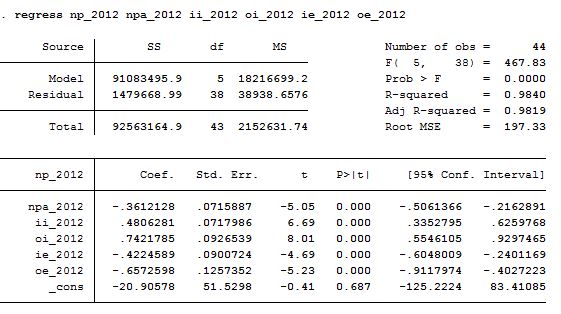 . regress np_2012 npa_2012 ii_2012 oi_2012 ie_2012 oe_2012
Source SS df MS Number of obs = 44
F( 5, 38) = 467.83
Model 91083495.9 5 18216699.2 Prob > F = 0.0000
Residual 1479668.99 38 38938.6576 R-squared = 0.9840
Adj R-squared = 0.9819
Total 92563164.9 43 2152631.74 Root MSE = 197.33
np_2012 Coef. Std. Err. t P>|t| [95% Conf. Interval]
npa_2012 -.3612128 .0715887 -5.05 0.000 -.5061366 -.2162891
ii_2012 .4806281 .0717986 6.69 0.000 .3352795 .6259768
oi_2012 .7421785 .0926539 8.01 0.000 .5546105 .9297465
ie_2012 -.4224589 .0900724 -4.69 0.000 -.6048009 -.2401169
oe_2012 -.6572598 .1257352 -5.23 0.000 -.9117974 -.4027223
_cons -20.90578 51.5298 -0.41 0.687 -125.2224 83.41085